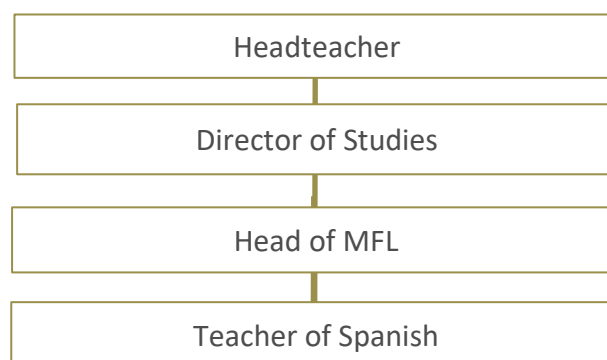 Headteacher
Director of Studies
Head of MFL
Teacher of Spanish